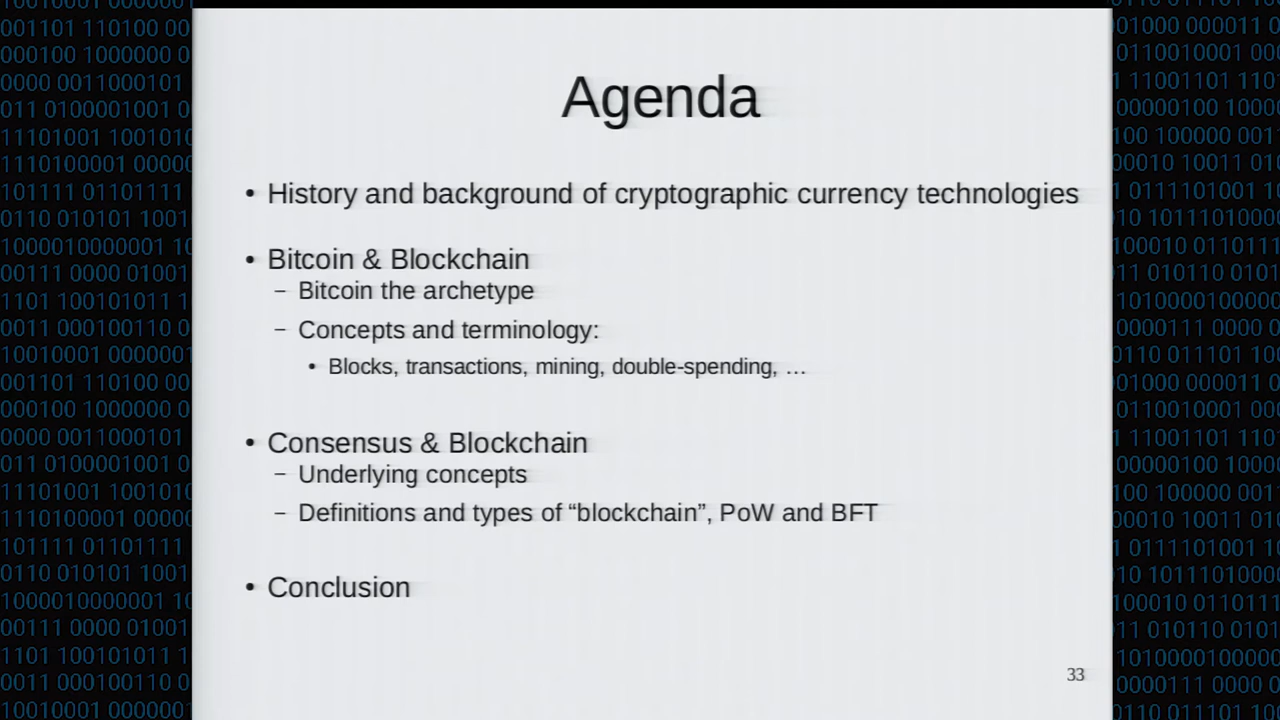 Agenda
• History and background of cryptographic currency technologies
• Bitcoin & Blockchain
– Bitcoin the archetype
– Concepts and terminology:
• Blocks, transactions, mining, double-spending, …
• Consensus & Blockchain
– Underlying concepts
– Definitions and types of “blockchain”, PoW and BFT
• Conclusion
33